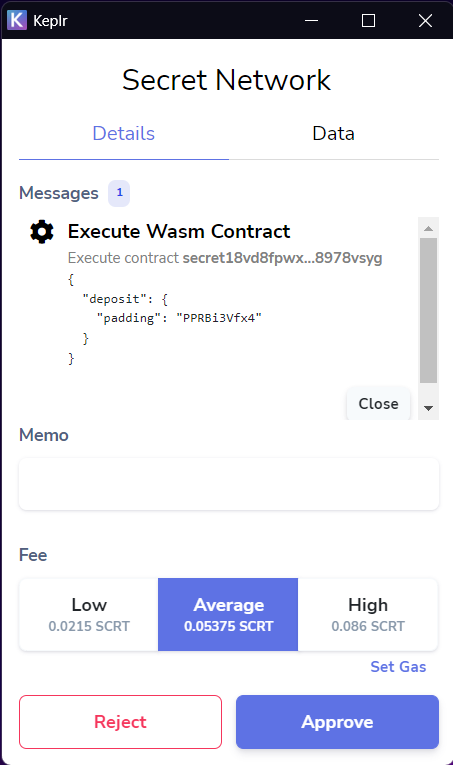 Keplr
Secret Network
Details Data
Messages 1
Execute Wasm Contract
Execute contract secret18vd8fpwx...8978vsyg
{
  "deposit": {
    "padding": "PPRBi3Vfx4"
  }
}
Close
Memo
Fee
Low Average High
0.0215 SCRT 0.05375 SCRT 0.086 SCRT
Set Gas
Reject Approve